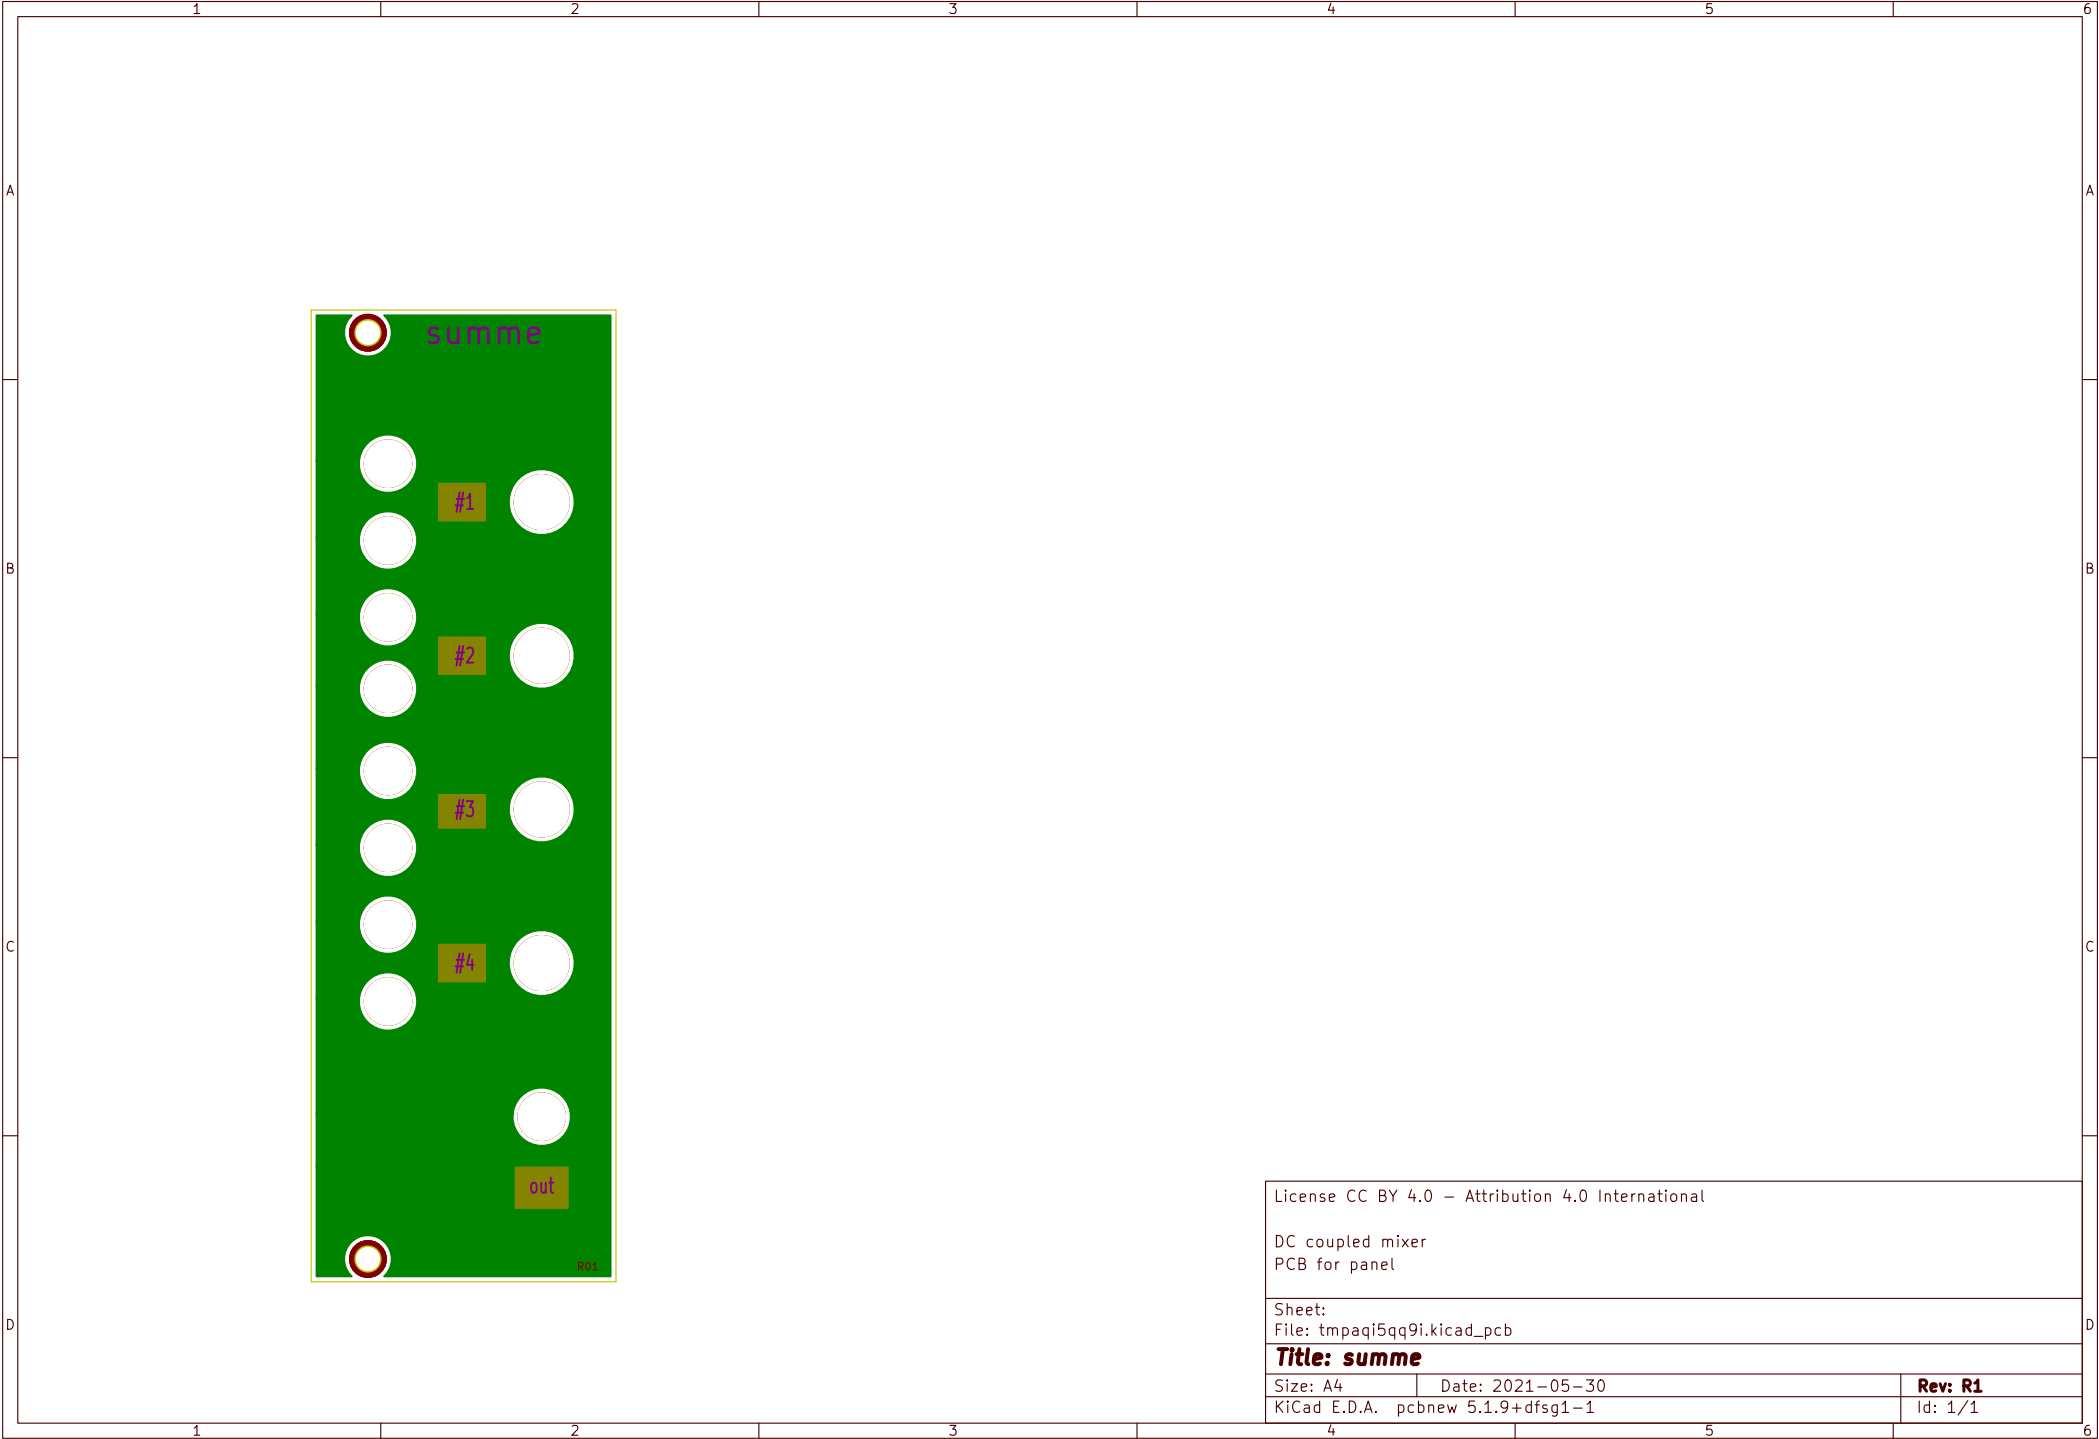 1 2 3 4 5 6
A A
summe
#1
B B
#2
#3
C C
#4
out
R01
License CC BY 4.0 – Attribution 4.0 International
DC coupled mixer
PCB for panel
Sheet:
File: tmpaqi5qq9i.kicad_pcb
D D
Title: summe
Size: A4 Date: 2021-05-30 Rev: R1
KiCad E.D.A. pcbnew 5.1.9+dfsg1-1 Id: 1/1
1 2 3 4 5 6